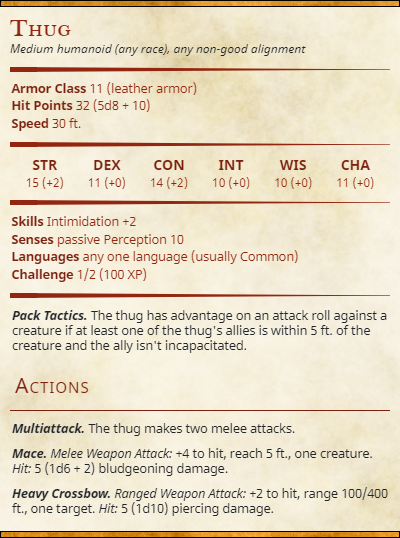 Thug
Medium humanoid (any race), any non-good alignment
Armor Class 11 (leather armor)
Hit Points 32 (5d8 + 10)
Speed 30 ft.
STR DEX CON INT WIS CHA
15 (+2) 11 (+0) 14 (+2) 10 (+0) 10 (+0) 11 (+0)
Skills Intimidation +2
Senses passive Perception 10
Languages any one language (usually Common)
Challenge 1/2 (100 XP)
Pack Tactics. The thug has advantage on an attack roll against a
creature if at least one of the thug's allies is within 5 ft. of the
creature and the ally isn't incapacitated.
Actions
Multiattack. The thug makes two melee attacks.
Mace. Melee Weapon Attack: +4 to hit, reach 5 ft., one creature.
Hit: 5 (1d6 + 2) bludgeoning damage.
Heavy Crossbow. Ranged Weapon Attack: +2 to hit, range 100/400
ft., one target. Hit: 5 (1d10) piercing damage.